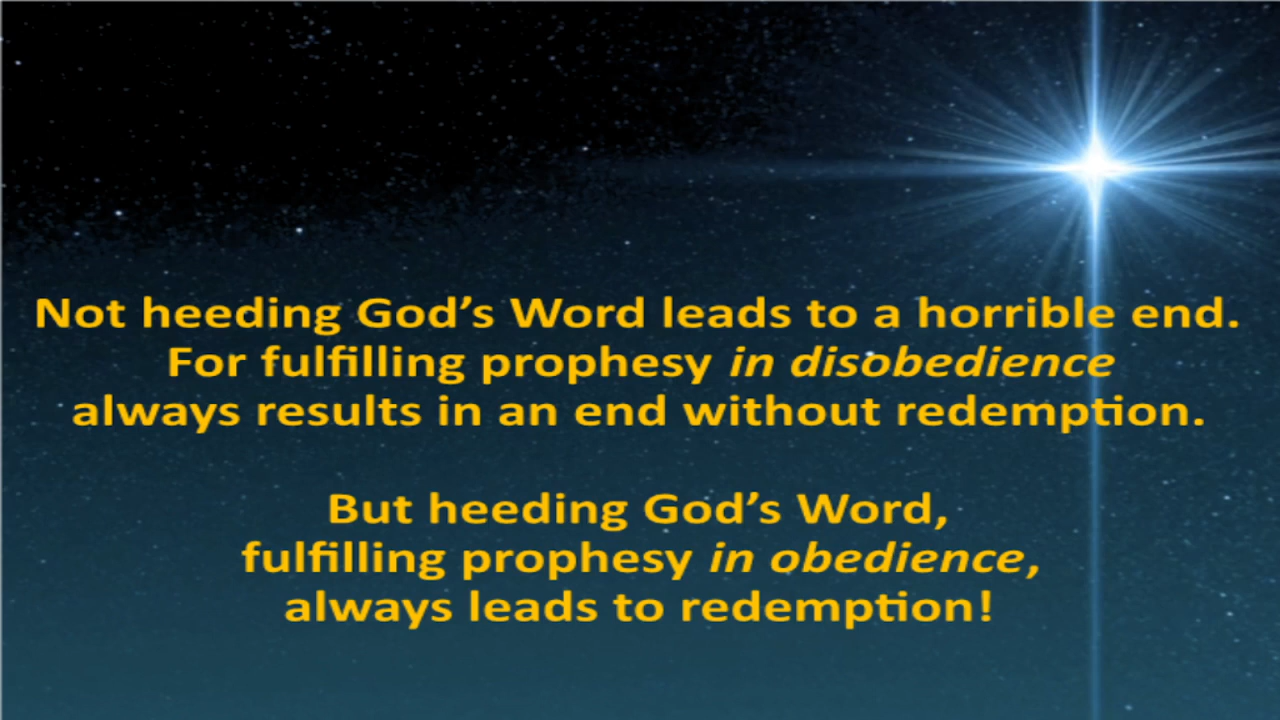 Not heeding God’s Word leads to a horrible end.
For fulfilling prophesy in disobedience
always results in an end without redemption.
But heeding God’s Word,
fulfilling prophesy in obedience,
always leads to redemption!